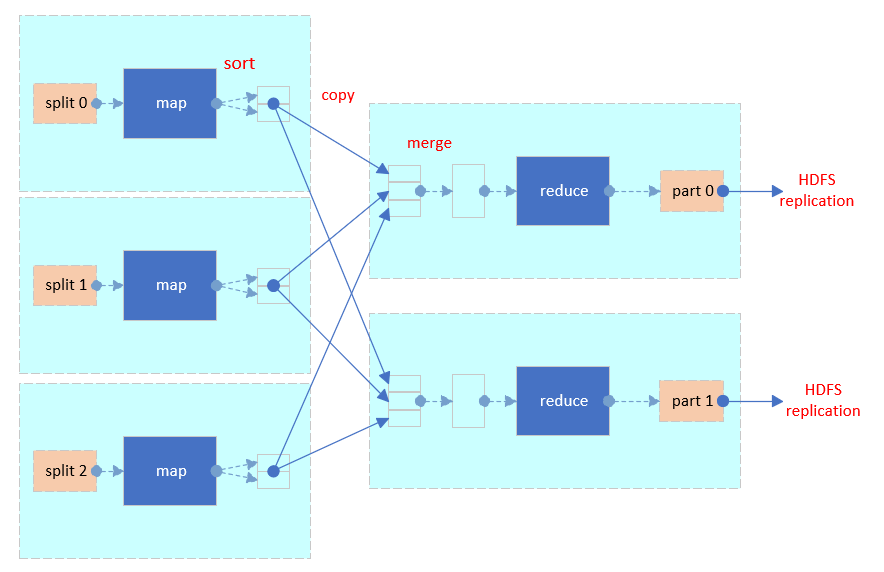 sort
split 0
map
copy
merge
reduce
part 0
HDFS
replication
split 1
map
split 2
map
reduce
part 1
HDFS
replication